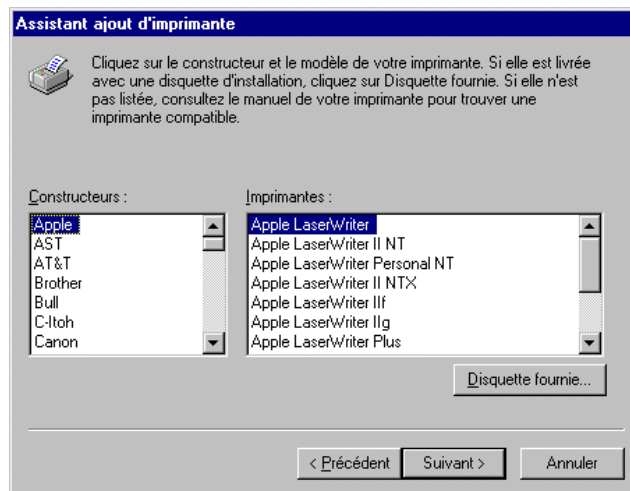 Assistant ajout d'imprimante
Cliquez sur le constructeur et le modèle de votre imprimante. Si elle est livrée
avec une disquette d'installation, cliquez sur Disquette fournie. Si elle n'est
pas listée, consultez le manuel de votre imprimante pour trouver une
imprimante compatible.
Constructeurs :
Apple
AST
AT&T
Brother
Bull
C-Itoh
Canon
Imprimantes :
Apple LaserWriter
Apple LaserWriter II NT
Apple LaserWriter Personal NT
Apple LaserWriter II NTX
Apple LaserWriter IIf
Apple LaserWriter IIg
Apple LaserWriter Plus
Disquette fournie...
< Précédent
Suivant >
Annuler